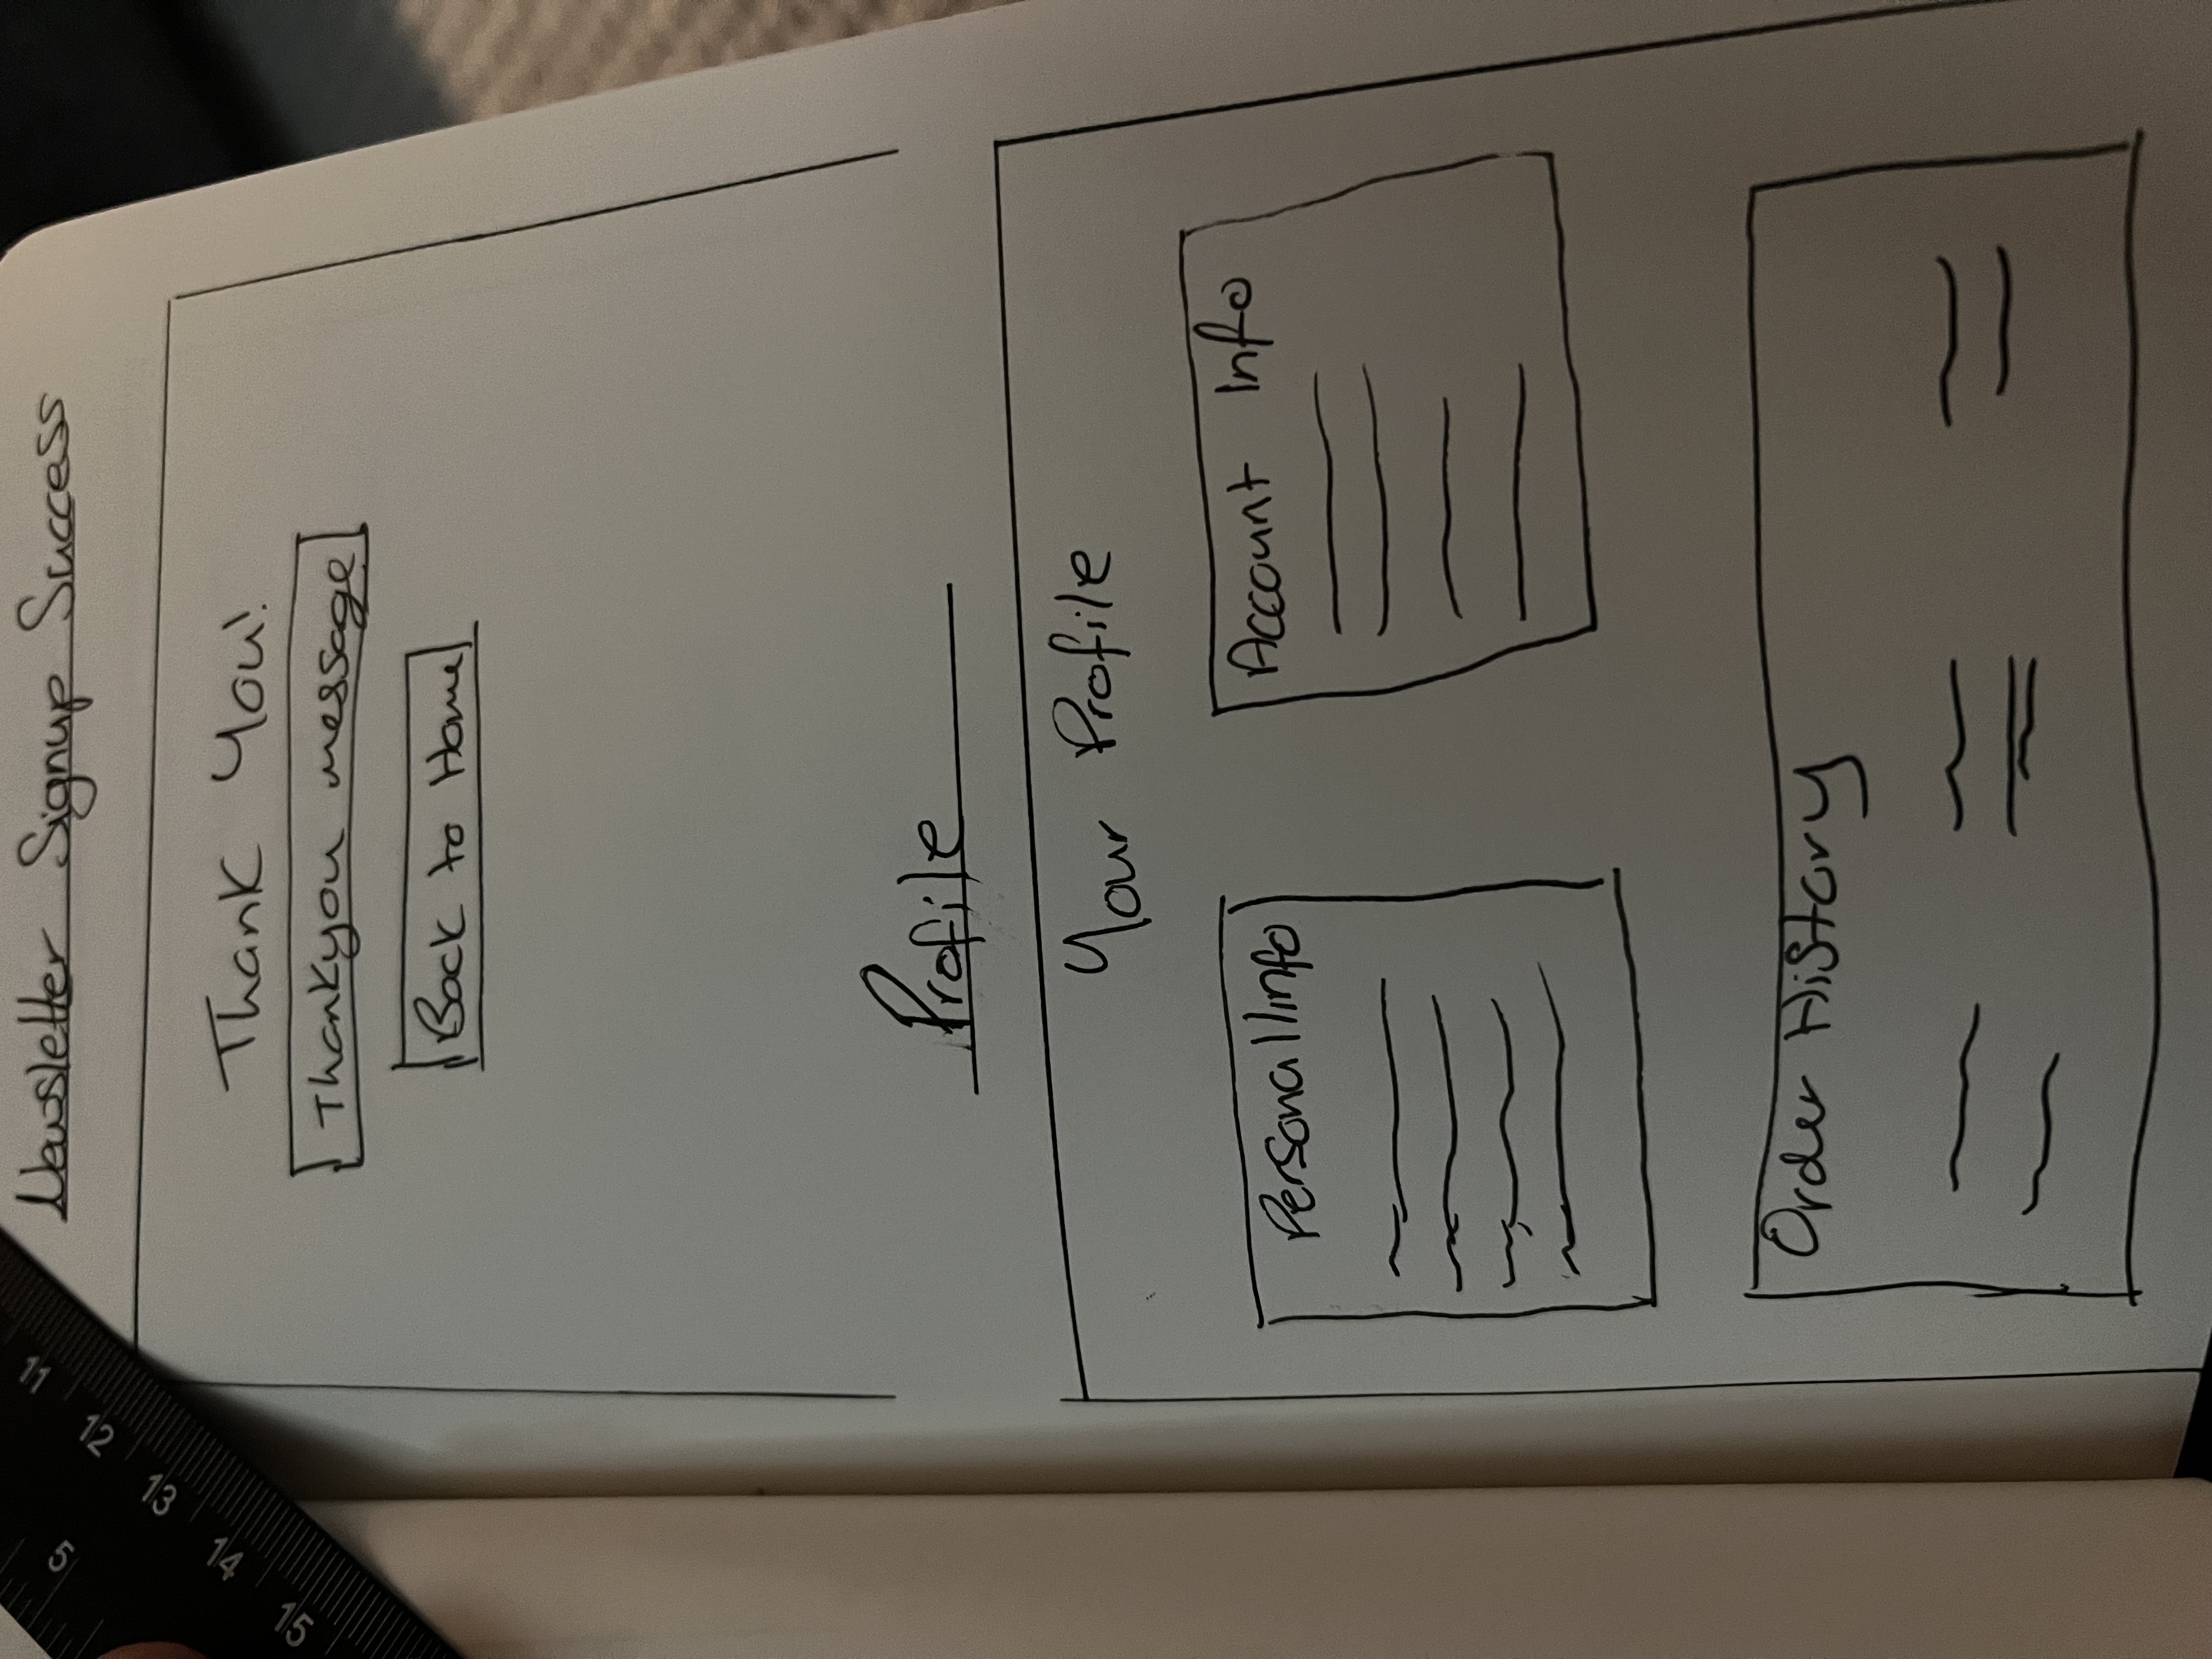 Newsletter Signup Success
Thank You!
Thankyou message
Back to Home
Profile
Your Profile
Personal Info
Account Info
Order History
11
12
13
14
15
5